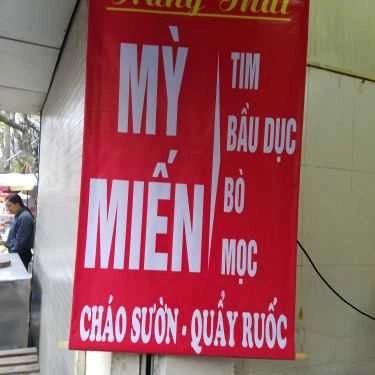 MỲ
MIẾN
TIM
BẦU DỤC
BÒ
MỌC
CHÁO SƯỜN - QUẨY RUỐC